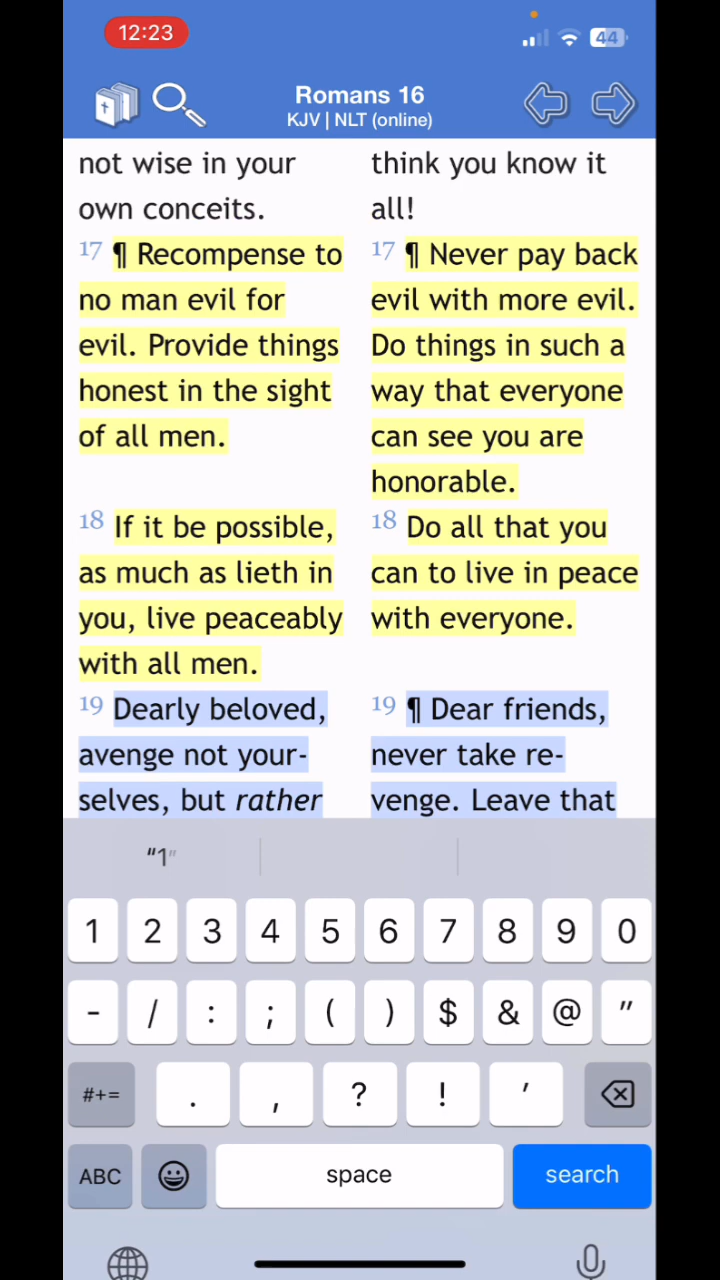 12:23
44
Romans 16
KJV | NLT (online)
not wise in your
own conceits.
17 ¶ Recompense to
no man evil for
evil. Provide things
honest in the sight
of all men.
18 If it be possible,
as much as lieth in
you, live peaceably
with all men.
19 Dearly beloved,
avenge not your-
selves, but rather
think you know it
all!
17 ¶ Never pay back
evil with more evil.
Do things in such a
way that everyone
can see you are
honorable.
18 Do all that you
can to live in peace
with everyone.
19 ¶ Dear friends,
never take re-
venge. Leave that
“1”
1 2 3 4 5 6 7 8 9 0
- / : ; ( ) $ & @ "
#+= . , ? ! '
ABC space search